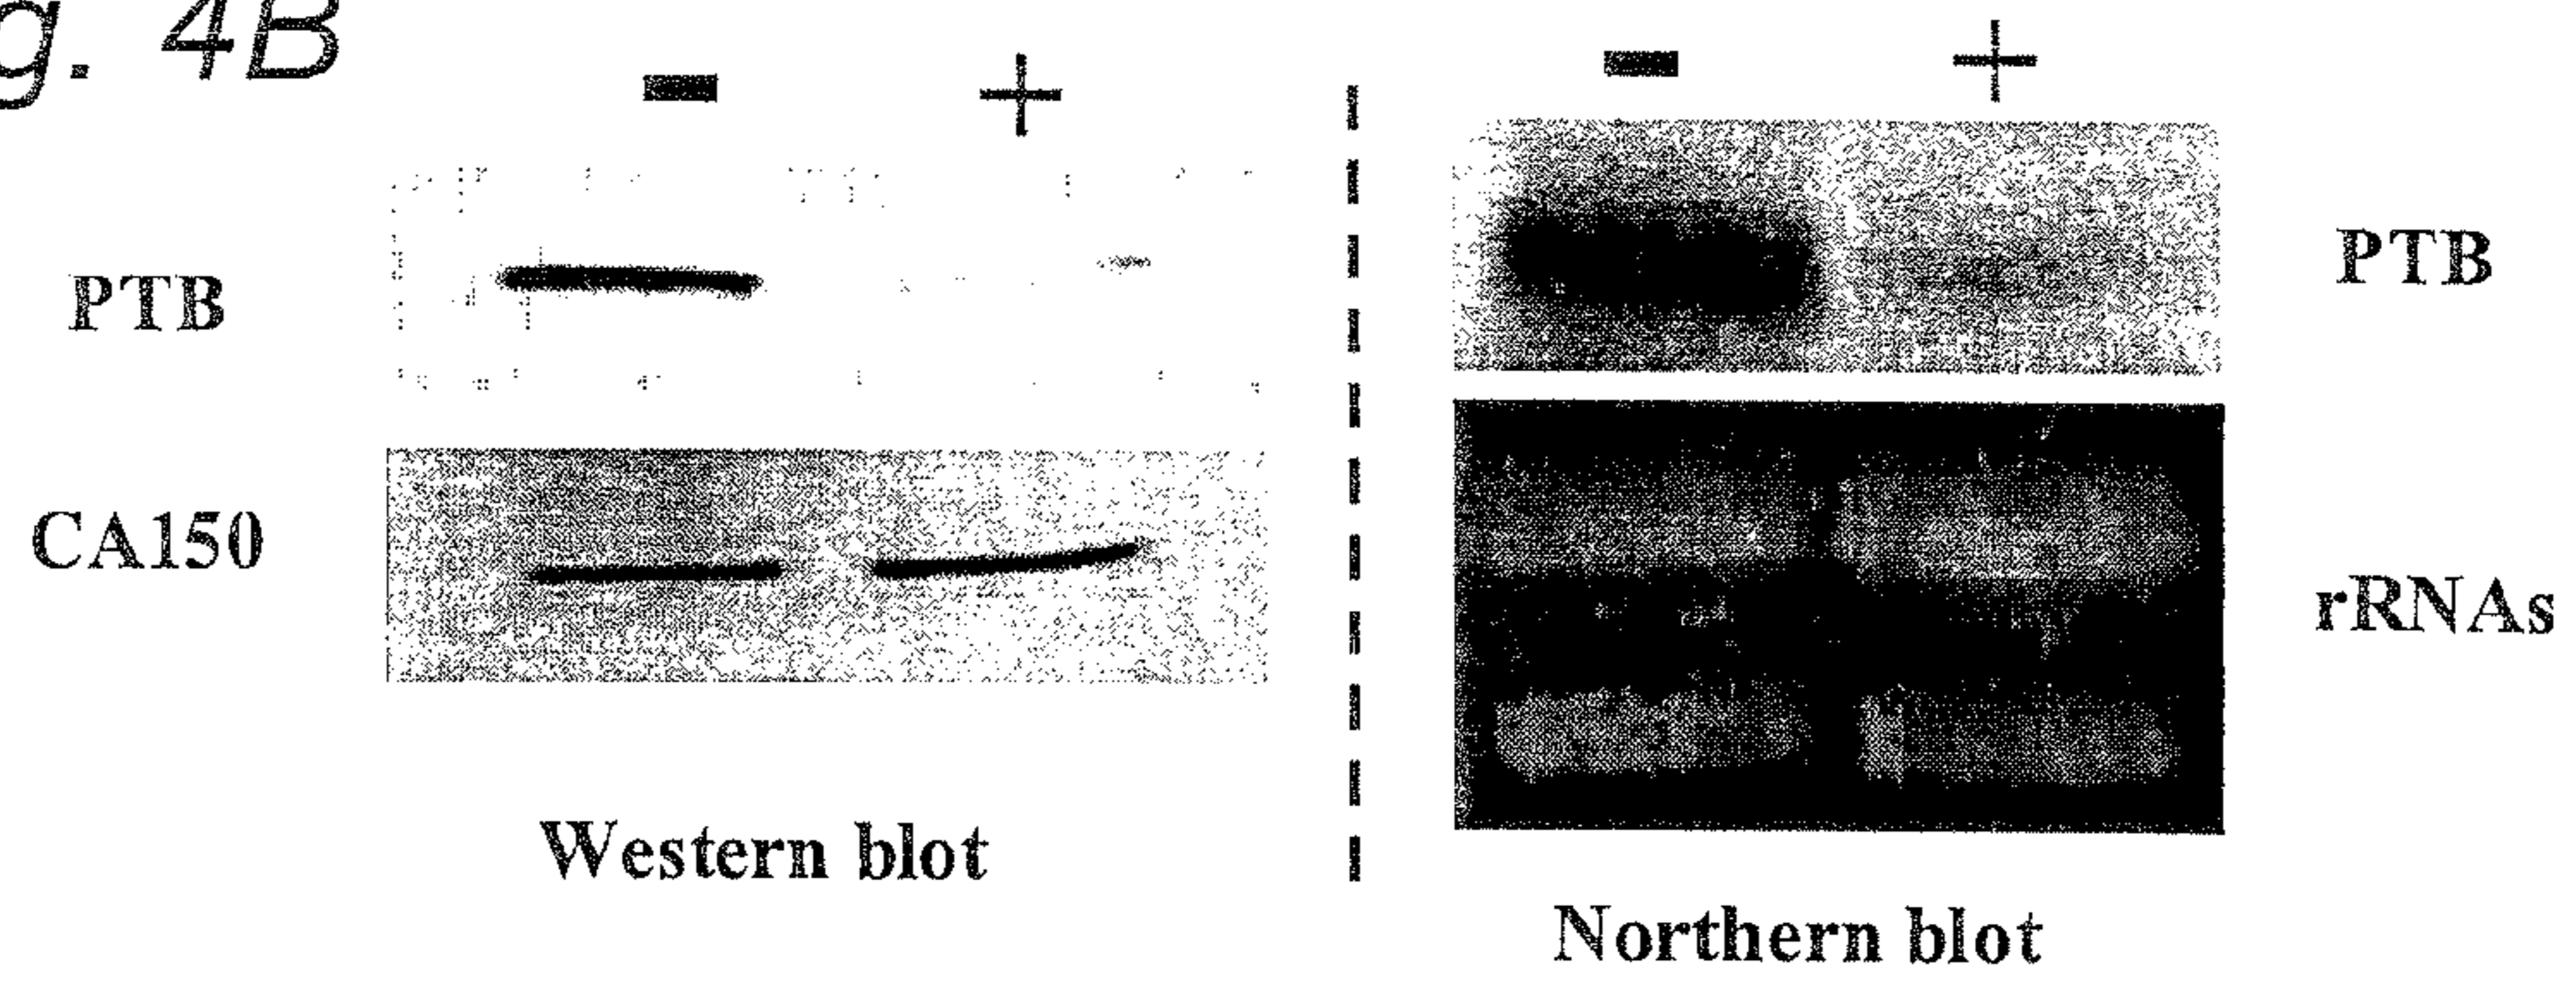 g. 4B
- +
PTB
CA150
Western blot
- +
PTB
rRNAs
Northern blot